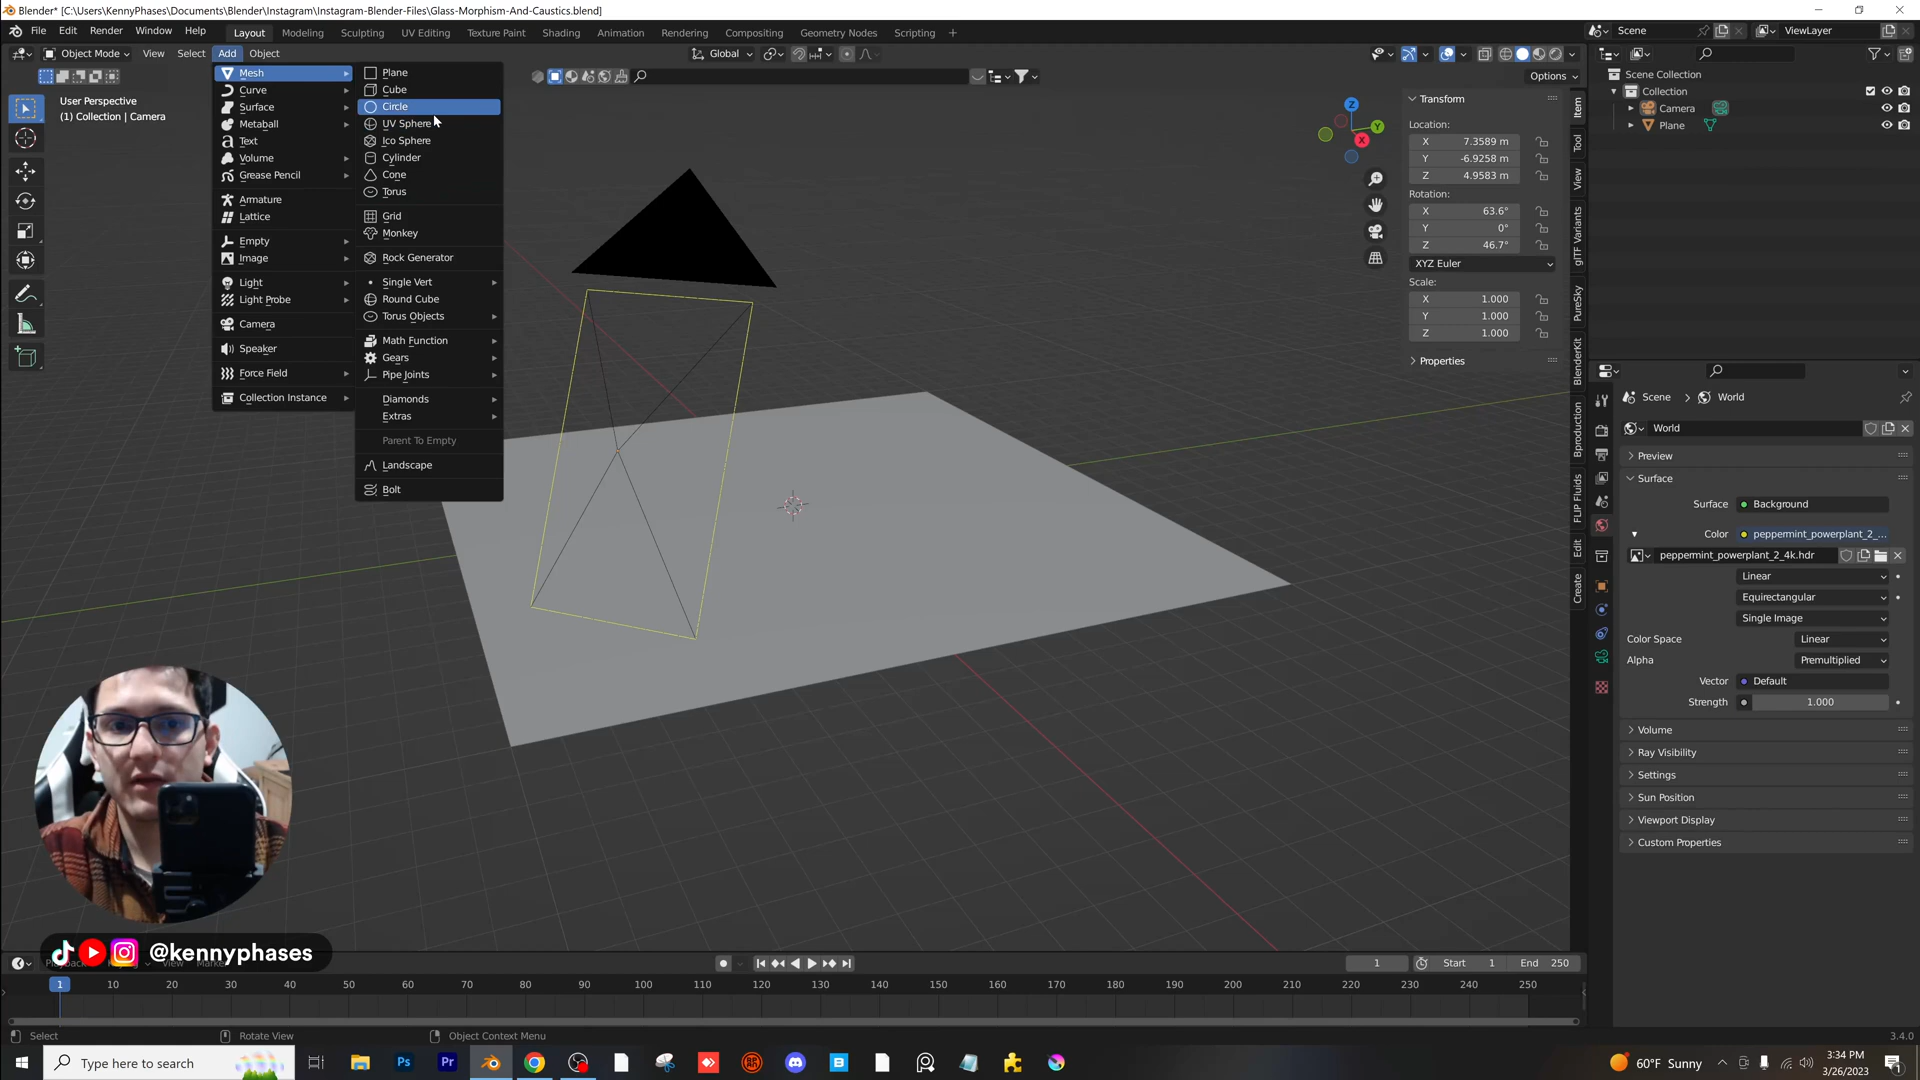 Blender* [C:\Users\KennyPhases\Documents\Blender\Instagram\Instagram-Blender-Files\Glass-Morphism-And-Caustics.blend]
File Edit Render Window Help Layout Modeling Sculpting UV Editing Texture Paint Shading Animation Rendering Compositing Geometry Nodes Scripting + Scene ViewLayer
Object Mode View Select Add Object Global
Options
User Perspective
(1) Collection | Camera
Mesh
Curve
Surface
Metaball
Text
Volume
Grease Pencil
Armature
Lattice
Empty
Image
Light
Light Probe
Camera
Speaker
Force Field
Collection Instance
Plane
Cube
Circle
UV Sphere
Ico Sphere
Cylinder
Cone
Torus
Grid
Monkey
Rock Generator
Single Vert
Round Cube
Torus Objects
Math Function
Gears
Pipe Joints
Diamonds
Extras
Parent To Empty
Landscape
Bolt
Z
Y
X
Transform
Location:
X 7.3589 m
Y -6.9258 m
Z 4.9583 m
Rotation:
X 63.6°
Y 0°
Z 46.7°
XYZ Euler
Scale:
X 1.000
Y 1.000
Z 1.000
Properties
Item
Tool
View
glTF Variants
PureSky
BlenderKit
Bproduction
FLIP Fluids
Edit
Create
Scene Collection
Collection
Camera
Plane
Scene > World
World
Preview
Surface
Surface Background
Color peppermint_powerplant_2_...
peppermint_powerplant_2_4k.hdr
Linear
Equirectangular
Single Image
Color Space Linear
Alpha Premultiplied
Vector Default
Strength 1.000
Volume
Ray Visibility
Settings
Sun Position
Viewport Display
Custom Properties
@kennyphases
1 Start 1 End 250
1 10 20 30 40 50 60 70 80 90 100 110 120 130 140 150 160 170 180 190 200 210 220 230 240 250
Select Rotate View Object Context Menu 3.4.0
Type here to search
Ps
Pr
60°F Sunny
3:34 PM
3/26/2023
1